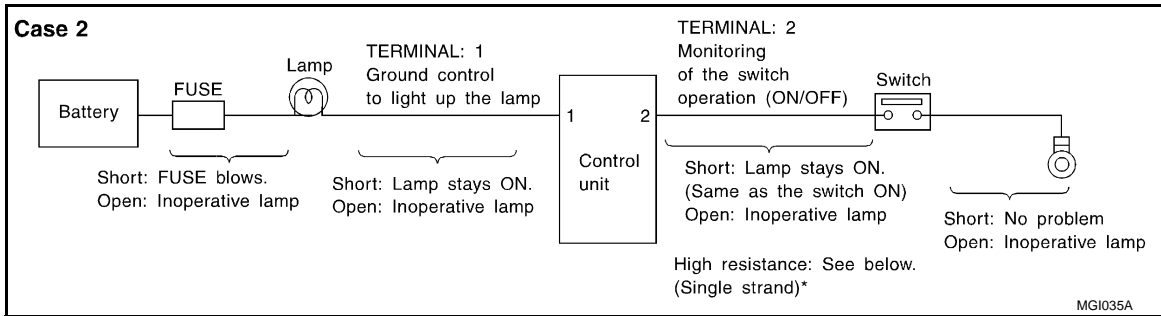 Case 2
Battery
FUSE
Lamp
TERMINAL: 1
Ground control
to light up the lamp
TERMINAL: 2
Monitoring
of the switch
operation (ON/OFF)
Switch
1
2
Control
unit
Short: FUSE blows.
Open: Inoperative lamp
Short: Lamp stays ON.
Open: Inoperative lamp
Short: Lamp stays ON.
(Same as the switch ON)
Open: Inoperative lamp
High resistance: See below.
(Single strand)*
Short: No problem
Open: Inoperative lamp
MGI035A